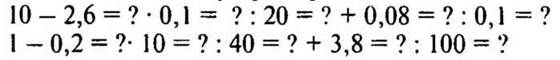 10 – 2,6 = ? · 0,1 = ? : 20 = ? + 0,08 = ? : 0,1 = ?
1 – 0,2 = ?· 10 = ? : 40 = ? + 3,8 = ? : 100 = ?